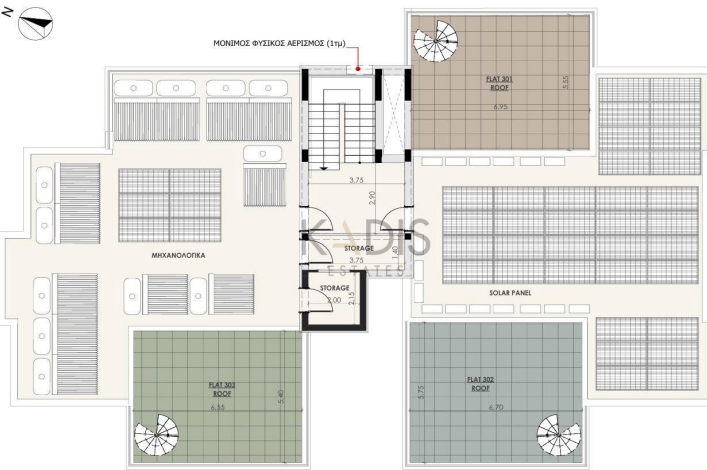 N
ΜΟΝΙΜΟΣ ΦΥΣΙΚΟΣ ΑΕΡΙΣΜΟΣ (1τμ)
FLAT 301
ROOF
5.55
6.95
3.75
2.90
KADIS
ESTATES
STORAGE
3.75
1.40
ΜΗΧΑΝΟΛΟΓΙΚΑ
STORAGE
2.00
2.15
SOLAR PANEL
FLAT 303
ROOF
6.55
5.40
FLAT 302
ROOF
5.75
6.70